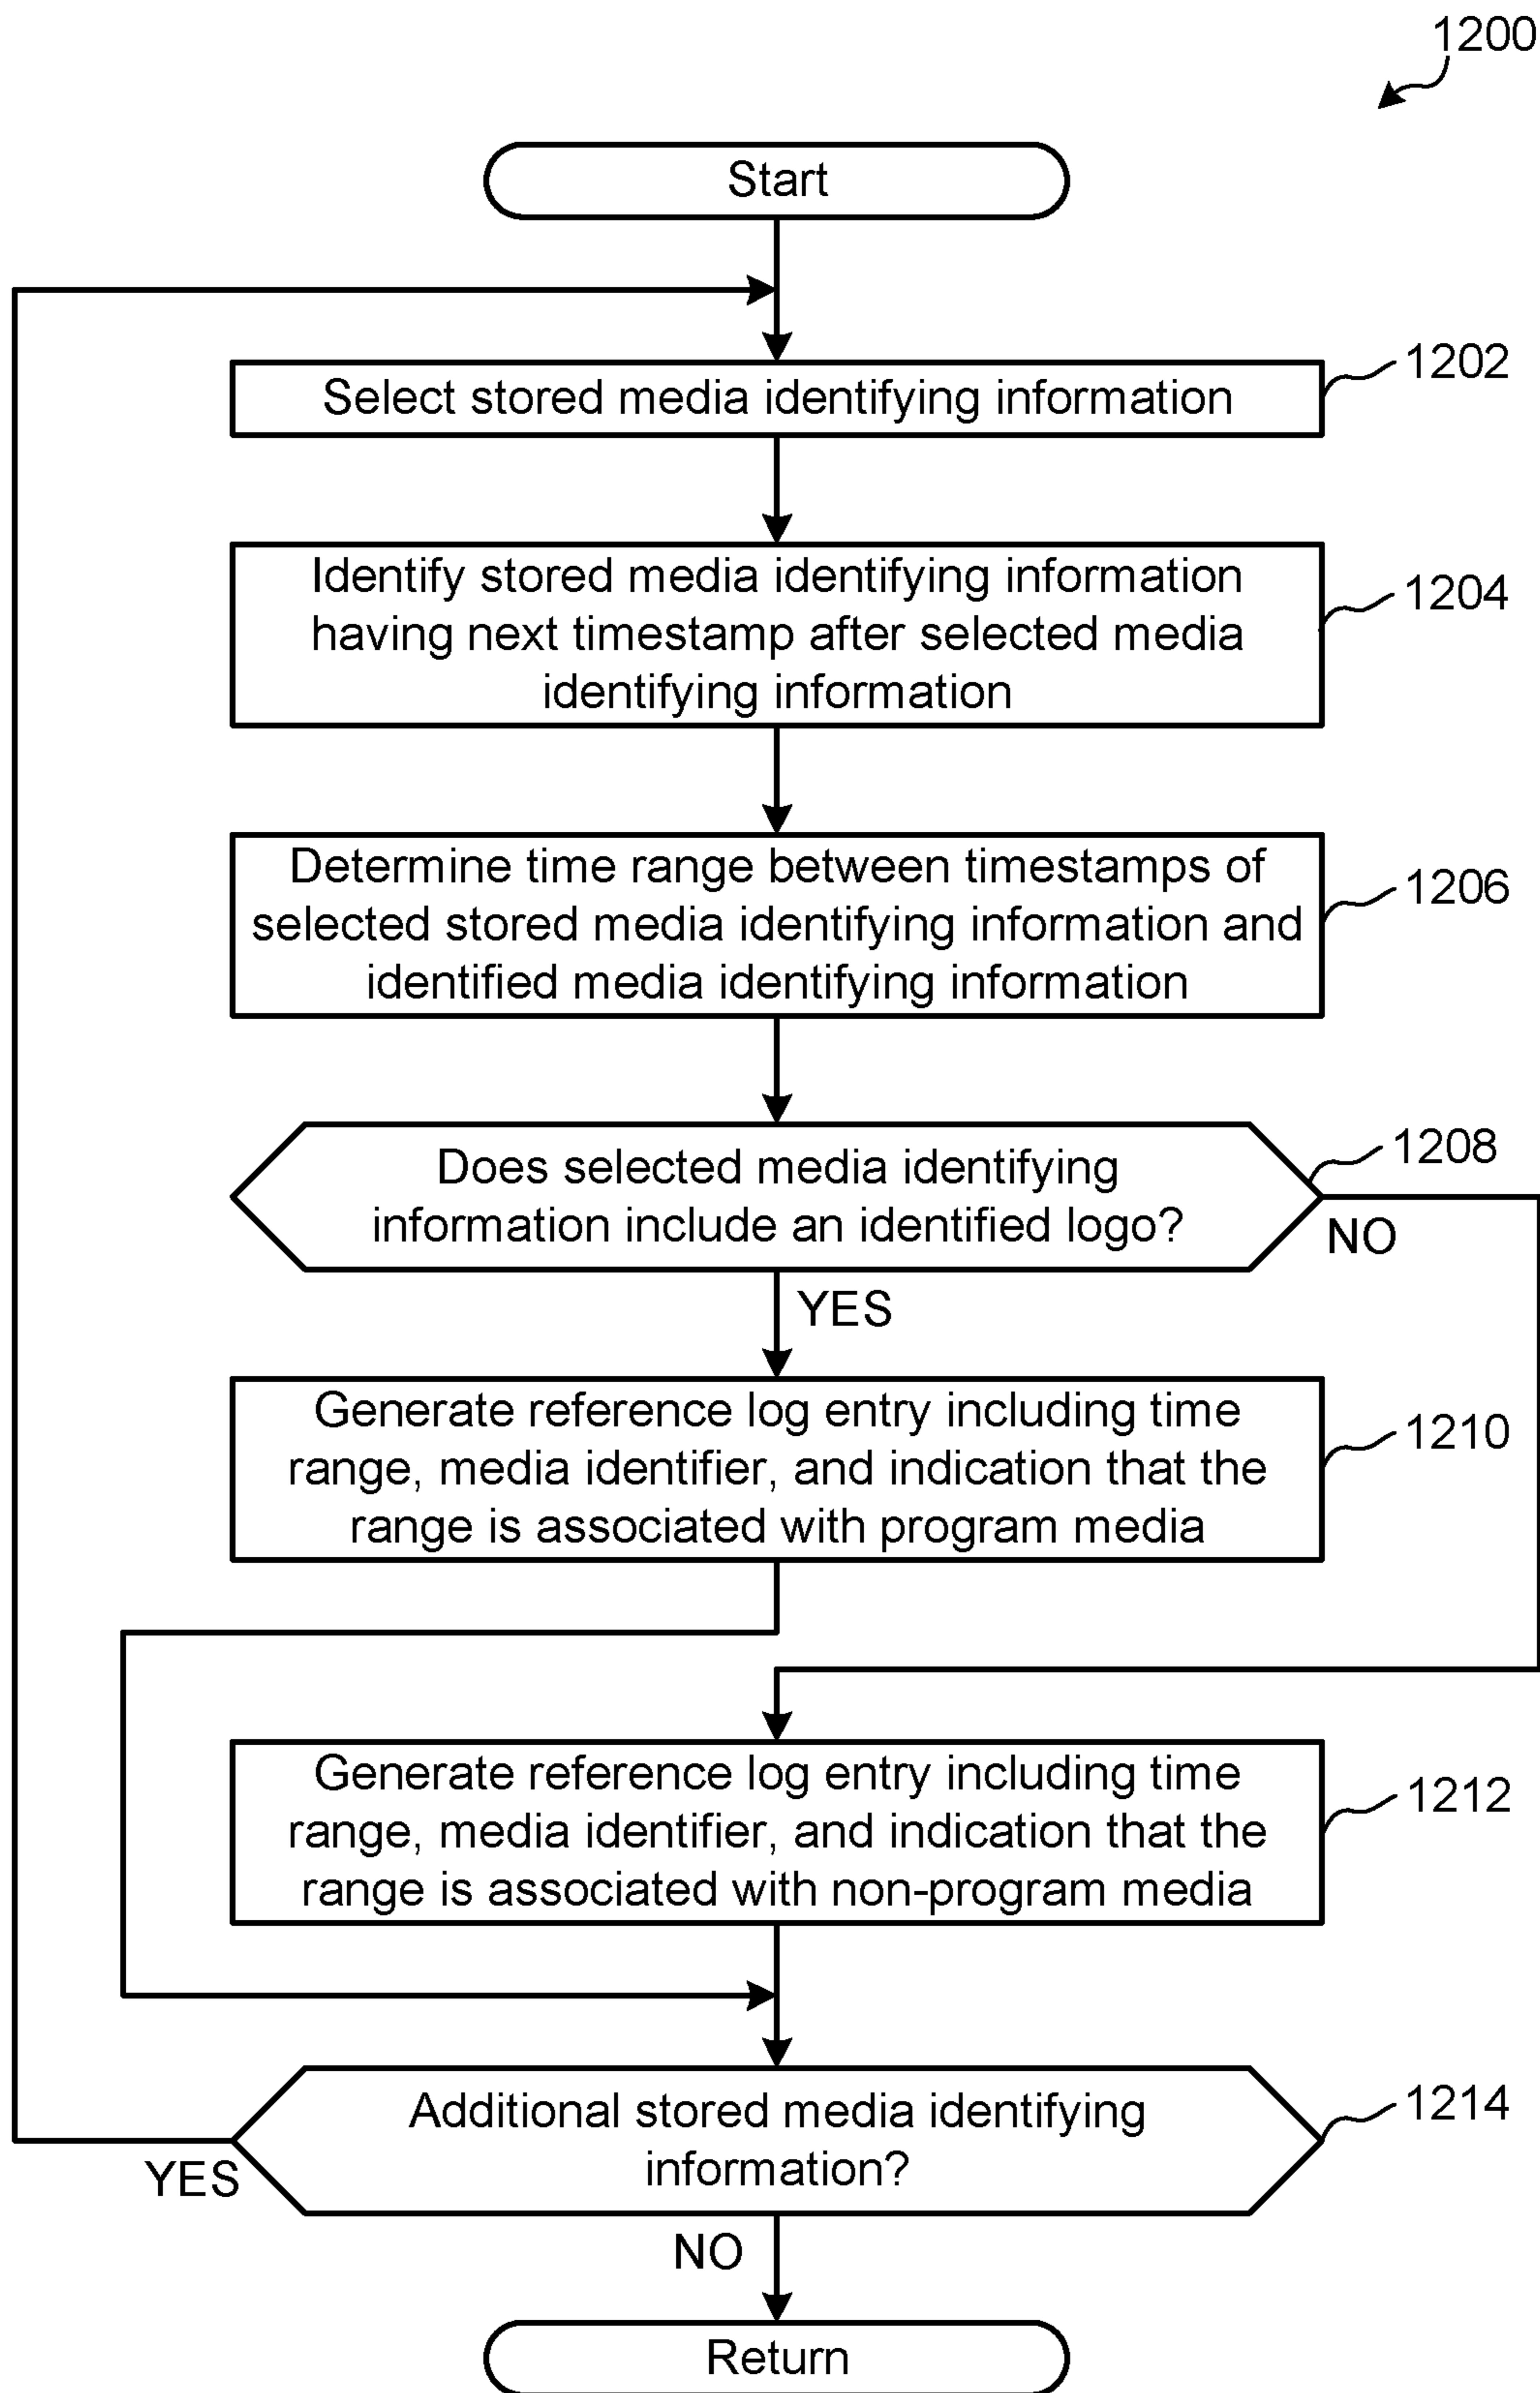 1200
Start
Select stored media identifying information
1202
Identify stored media identifying information
having next timestamp after selected media
identifying information
1204
Determine time range between timestamps of
selected stored media identifying information and
identified media identifying information
1206
Does selected media identifying
information include an identified logo?
1208
NO
YES
Generate reference log entry including time
range, media identifier, and indication that the
range is associated with program media
1210
Generate reference log entry including time
range, media identifier, and indication that the
range is associated with non-program media
1212
Additional stored media identifying
information?
1214
YES
NO
Return